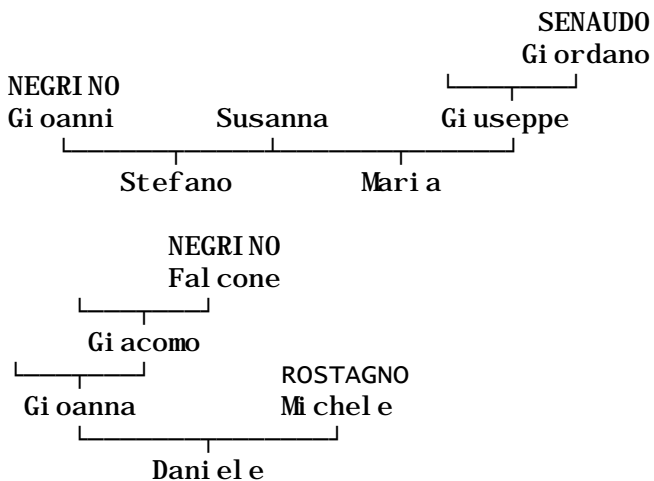 SENAUDO
Giordano
NEGRINO
Gioanni Susanna Giuseppe
Stefano Maria
NEGRINO
Falcone
Giacomo
ROSTAGNO
Gioanna Michele
Daniele